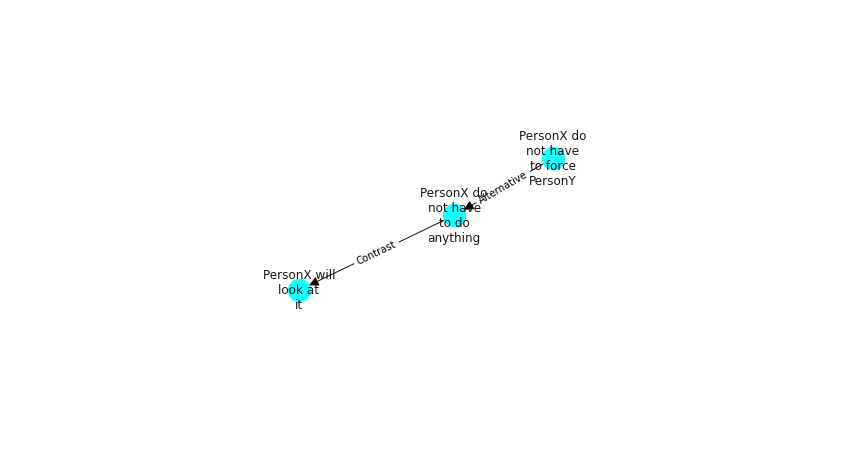 PersonX do
not have
to force
PersonY
Alternative
PersonX do
not have
to do
anything
Contrast
PersonX will
look at
it